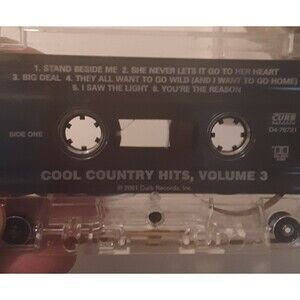 1. STAND BESIDE ME 2. SHE NEVER LETS IT GO TO HER HEART
3. BIG DEAL 4. THEY ALL WANT TO GO WILD (AND I WANT TO GO HOME)
5. I SAW THE LIGHT 6. YOU'RE THE REASON
CURB
SIDE ONE
COOL COUNTRY HITS, VOLUME 3
℗ 2001 Curb Records, Inc.